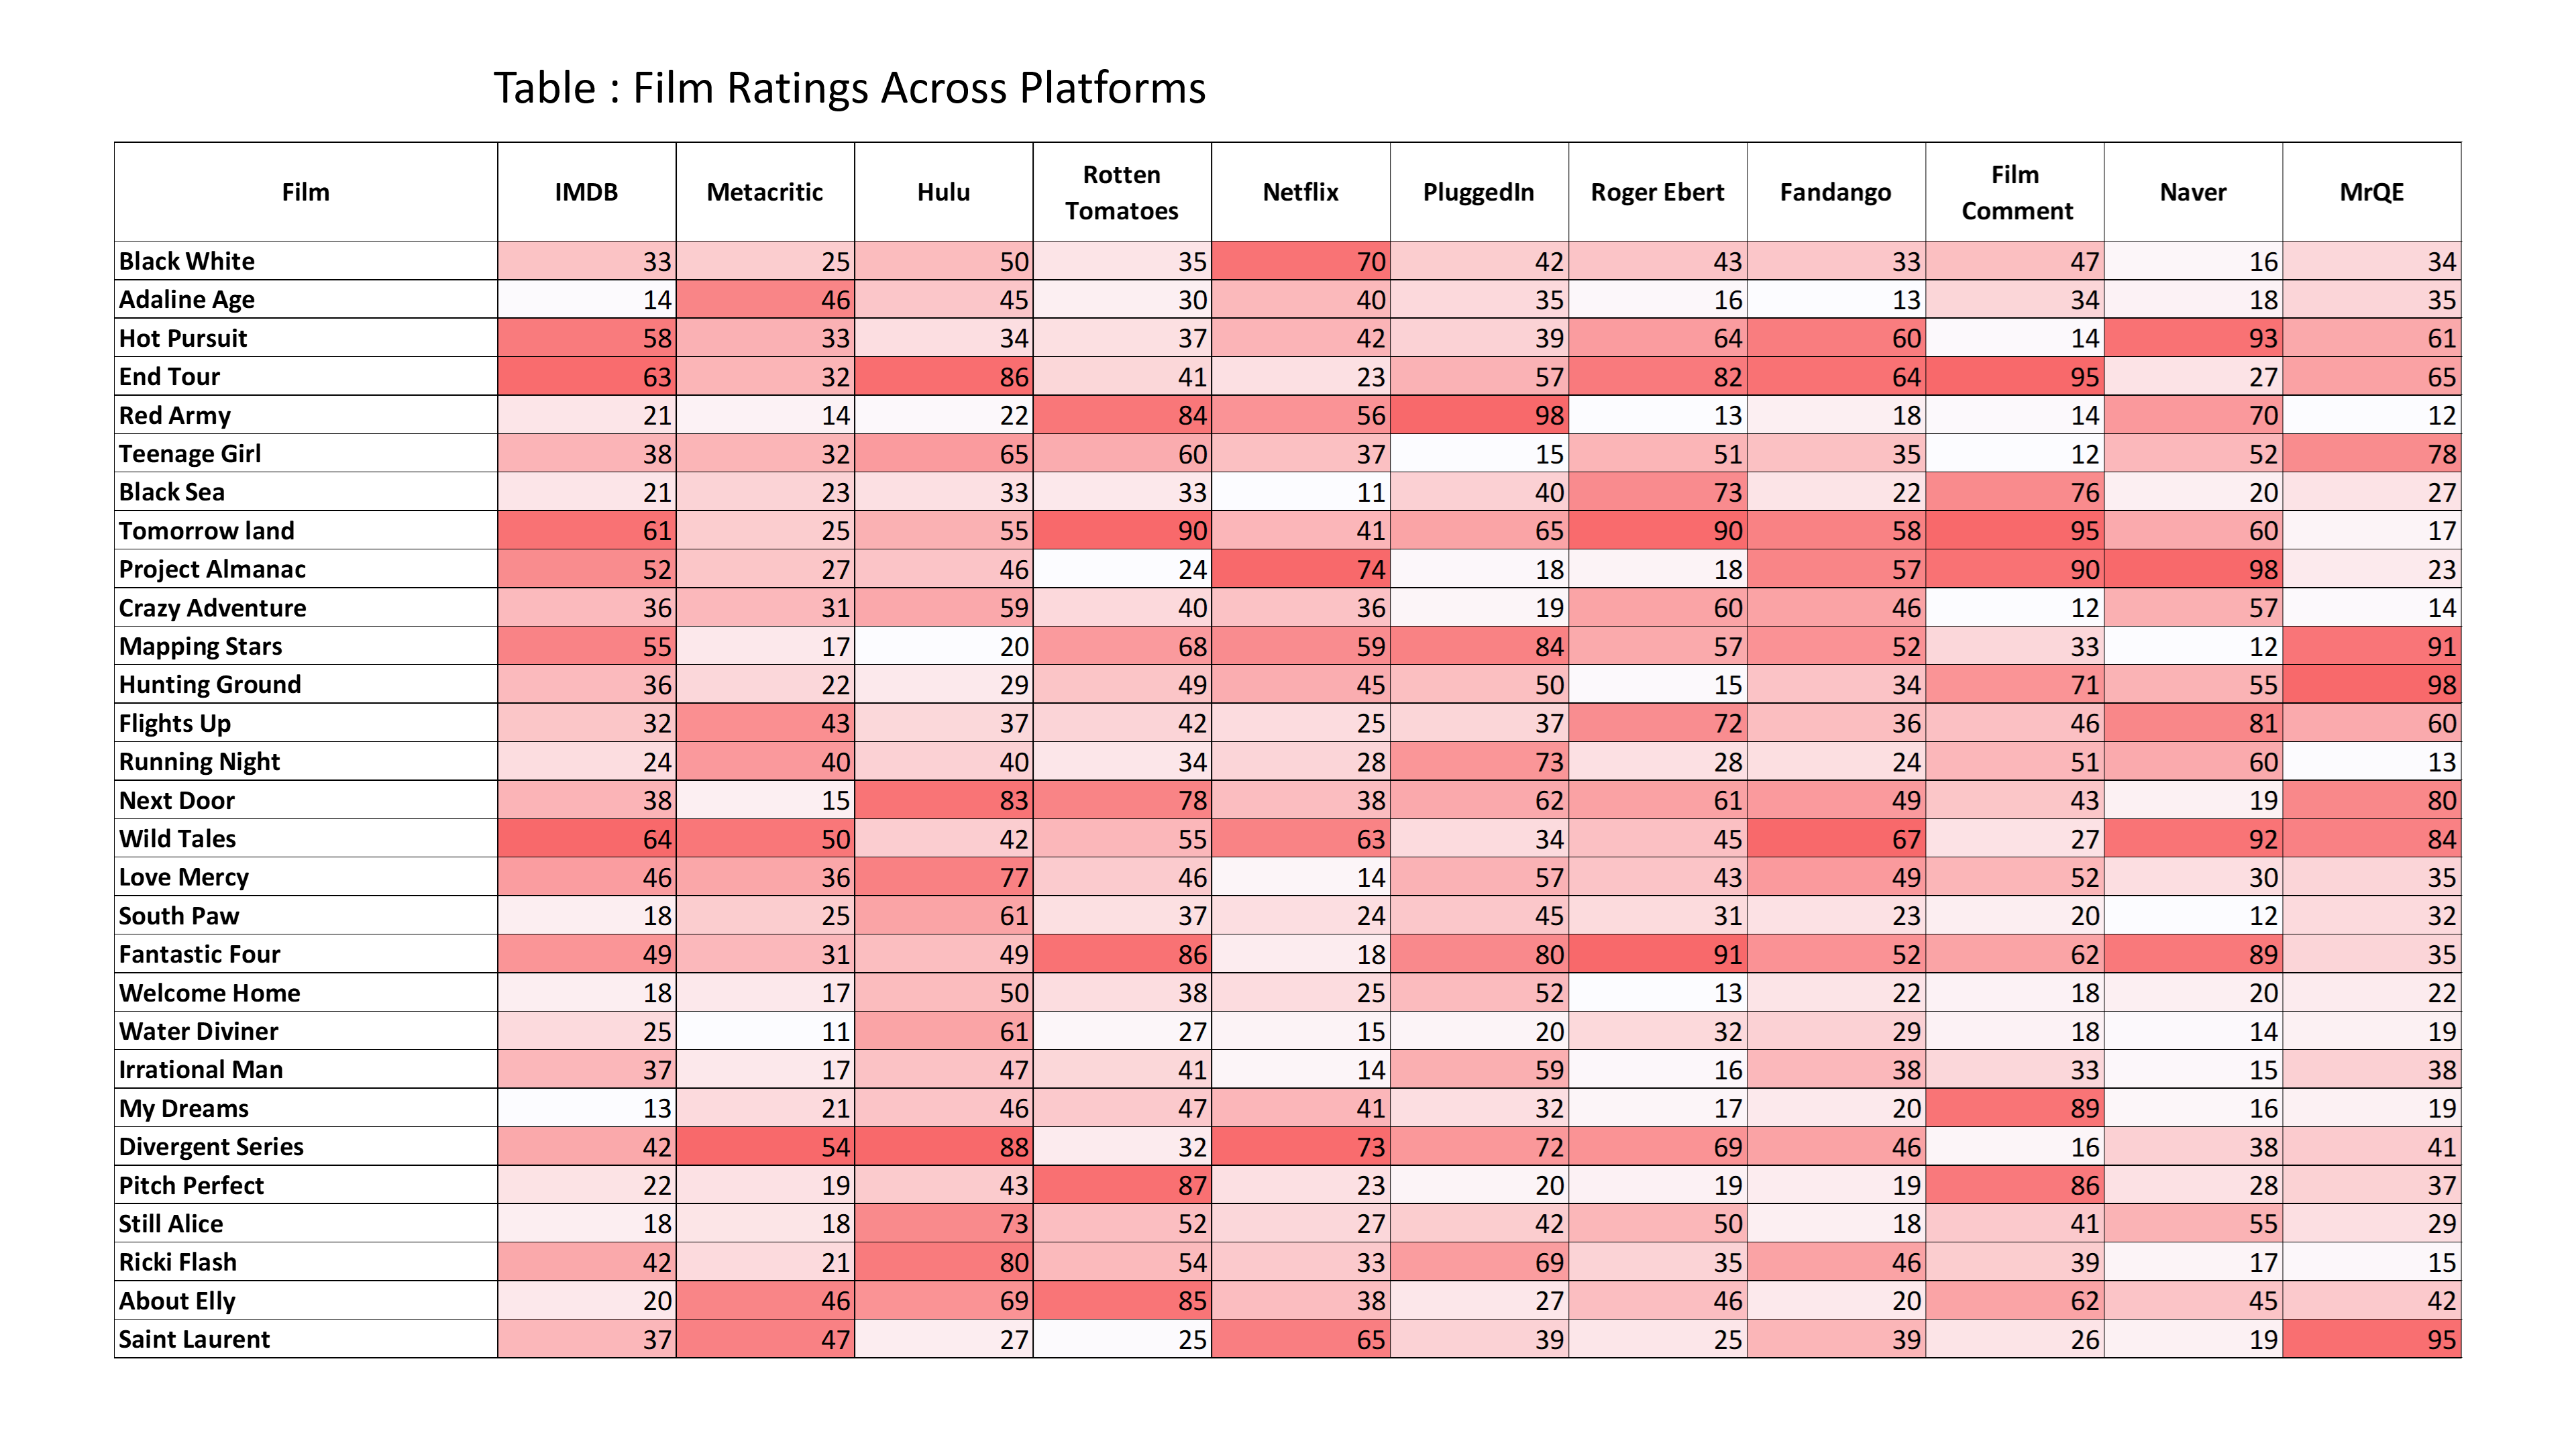 Table : Film Ratings Across Platforms
Film IMDB Metacritic Hulu Rotten Tomatoes Netflix PluggedIn Roger Ebert Fandango Film Comment Naver MrQE
Black White 33 25 50 35 70 42 43 33 47 16 34
Adaline Age 14 46 45 30 40 35 16 13 34 18 35
Hot Pursuit 58 33 34 37 42 39 64 60 14 93 61
End Tour 63 32 86 41 23 57 82 64 95 27 65
Red Army 21 14 22 84 56 98 13 18 14 70 12
Teenage Girl 38 32 65 60 37 15 51 35 12 52 78
Black Sea 21 23 33 33 11 40 73 22 76 20 27
Tomorrow land 61 25 55 90 41 65 90 58 95 60 17
Project Almanac 52 27 46 24 74 18 18 57 90 98 23
Crazy Adventure 36 31 59 40 36 19 60 46 12 57 14
Mapping Stars 55 17 20 68 59 84 57 52 33 12 91
Hunting Ground 36 22 29 49 45 50 15 34 71 55 98
Flights Up 32 43 37 42 25 37 72 36 46 81 60
Running Night 24 40 40 34 28 73 28 24 51 60 13
Next Door 38 15 83 78 38 62 61 49 43 19 80
Wild Tales 64 50 42 55 63 34 45 67 27 92 84
Love Mercy 46 36 77 46 14 57 43 49 52 30 35
South Paw 18 25 61 37 24 45 31 23 20 12 32
Fantastic Four 49 31 49 86 18 80 91 52 62 89 35
Welcome Home 18 17 50 38 25 52 13 22 18 20 22
Water Diviner 25 11 61 27 15 20 32 29 18 14 19
Irrational Man 37 17 47 41 14 59 16 38 33 15 38
My Dreams 13 21 46 47 41 32 17 20 89 16 19
Divergent Series 42 54 88 32 73 72 69 46 16 38 41
Pitch Perfect 22 19 43 87 23 20 19 19 86 28 37
Still Alice 18 18 73 52 27 42 50 18 41 55 29
Ricki Flash 42 21 80 54 33 69 35 46 39 17 15
About Elly 20 46 69 85 38 27 46 20 62 45 42
Saint Laurent 37 47 27 25 65 39 25 39 26 19 95